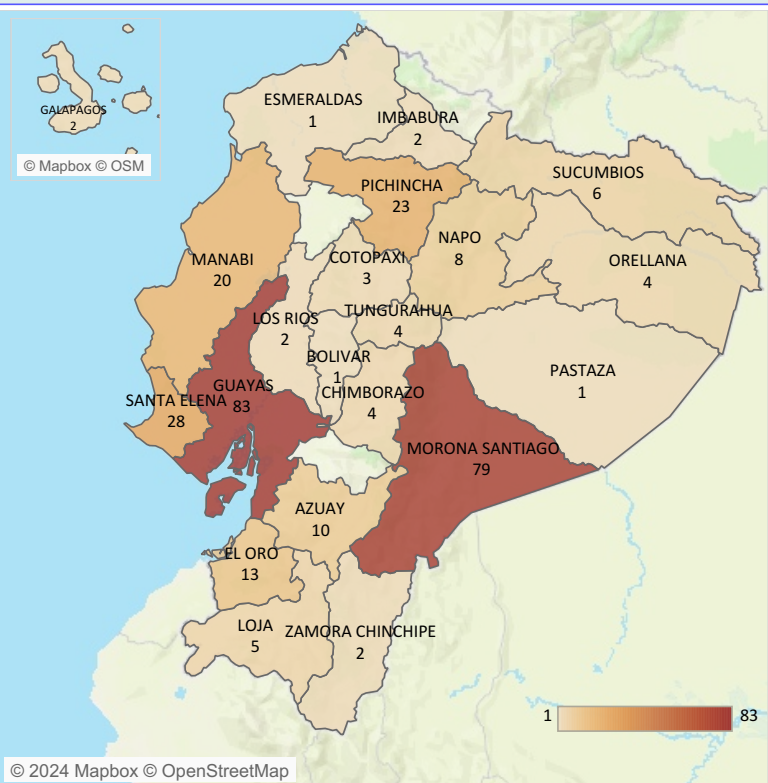 GALAPAGOS
2
© Mapbox © OSM
ESMERALDAS
1
IMBABURA
2
SUCUMBIOS
6
PICHINCHA
23
NAPO
8
MANABI
20
COTOPAXI
3
ORELLANA
4
LOS RIOS
2
TUNGURAHUA
4
BOLIVAR
1
PASTAZA
1
SANTA ELENA
28
GUAYAS
83
CHIMBORAZO
4
MORONA SANTIAGO
79
AZUAY
10
EL ORO
13
LOJA
5
ZAMORA CHINCHIPE
2
1 83
© 2024 Mapbox © OpenStreetMap